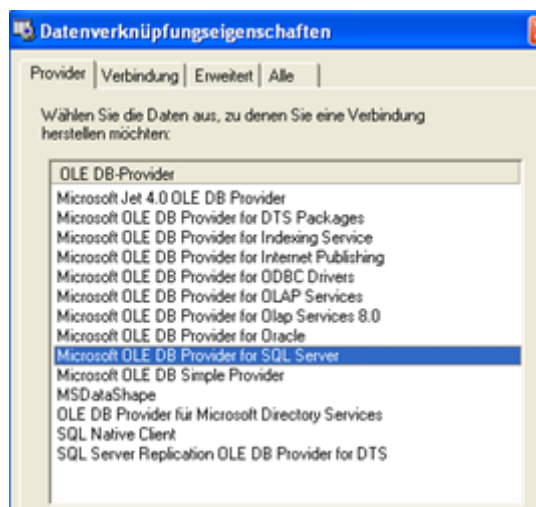 Datenverknüpfungseigenschaften
Provider Verbindung Erweitert Alle
Wählen Sie die Daten aus, zu denen Sie eine Verbindung
herstellen möchten:
OLE DB-Provider
Microsoft Jet 4.0 OLE DB Provider
Microsoft OLE DB Provider for DTS Packages
Microsoft OLE DB Provider for Indexing Service
Microsoft OLE DB Provider for Internet Publishing
Microsoft OLE DB Provider for ODBC Drivers
Microsoft OLE DB Provider for OLAP Services
Microsoft OLE DB Provider for Olap Services 8.0
Microsoft OLE DB Provider for Oracle
Microsoft OLE DB Provider for SQL Server
Microsoft OLE DB Simple Provider
MSDataShape
OLE DB Provider für Microsoft Directory Services
SQL Native Client
SQL Server Replication OLE DB Provider for DTS